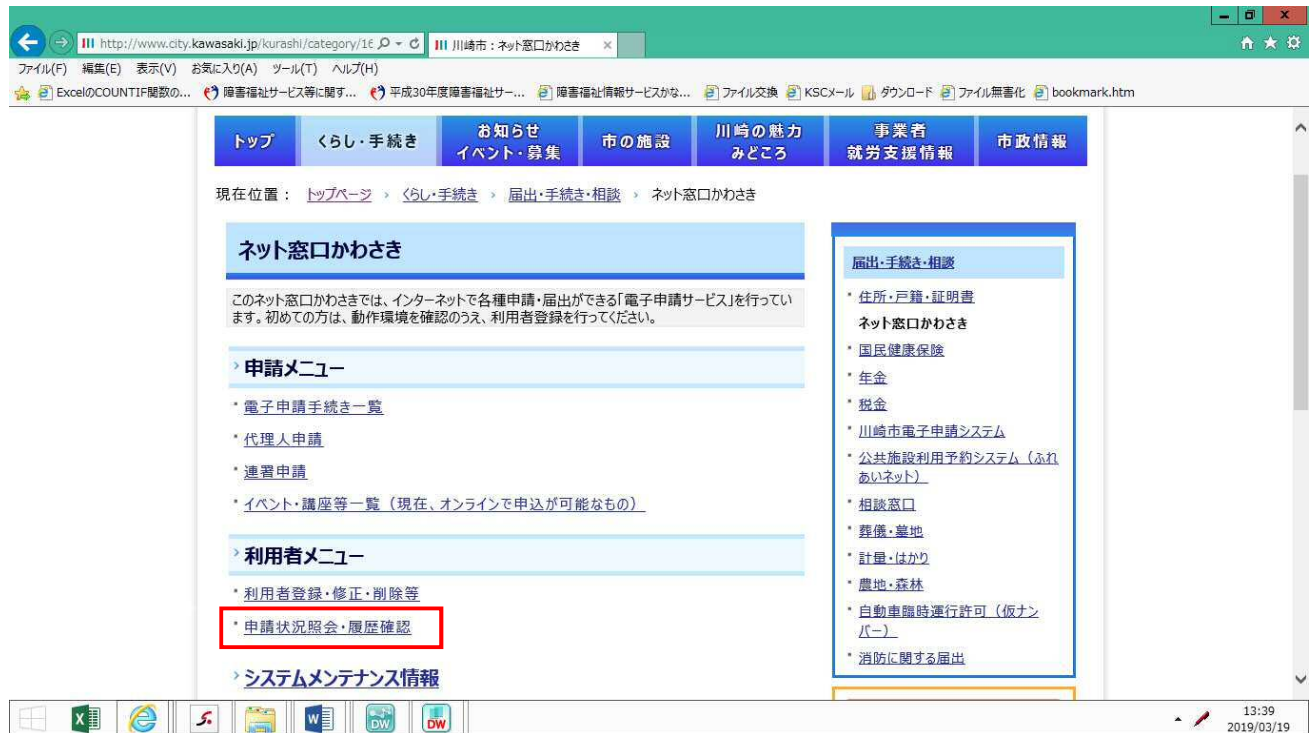 http://www.city.kawasaki.jp/kurashi/category/16
川崎市：ネット窓口かわさき
ファイル(F) 編集(E) 表示(V) お気に入り(A) ツール(T) ヘルプ(H)
ExcelのCOUNTIF関数の... 障害福祉サービス等に関す... 平成30年度障害福祉サー... 障害福祉情報サービスかな... ファイル交換 KSCメール ダウンロード ファイル無害化 bookmark.htm
トップ くらし・手続き お知らせ イベント・募集 市の施設 川崎の魅力 みどころ 事業者 就労支援情報 市政情報
現在位置： トップページ › くらし・手続き › 届出・手続き・相談 › ネット窓口かわさき
ネット窓口かわさき
このネット窓口かわさきでは、インターネットで各種申請・届出ができる「電子申請サービス」を行ってい
ます。初めての方は、動作環境を確認のうえ、利用者登録を行ってください。
申請メニュー
電子申請手続き一覧
代理人申請
連署申請
イベント・講座等一覧（現在、オンラインで申込が可能なもの）
利用者メニュー
利用者登録・修正・削除等
申請状況照会・履歴確認
システムメンテナンス情報
届出・手続き・相談
住所・戸籍・証明書
ネット窓口かわさき
国民健康保険
年金
税金
川崎市電子申請システム
公共施設利用予約システム（ふれ
あいネット）
相談窓口
葬儀・墓地
計量・はかり
農地・森林
自動車臨時運行許可（仮ナン
バー）
消防に関する届出
DW
DW
13:39
2019/03/19